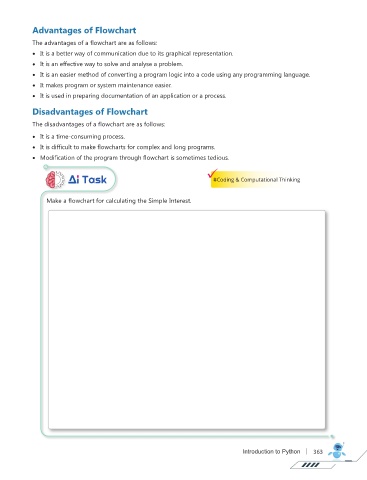 Advantages of Flowchart
The advantages of a flowchart are as follows:
• It is a better way of communication due to its graphical representation.
• It is an effective way to solve and analyse a problem.
• It is an easier method of converting a program logic into a code using any programming language.
• It makes program or system maintenance easier.
• It is used in preparing documentation of an application or a process.
Disadvantages of Flowchart
The disadvantages of a flowchart are as follows:
• It is a time-consuming process.
• It is difficult to make flowcharts for complex and long programs.
• Modification of the program through flowchart is sometimes tedious.
Ai Task
#Coding & Computational Thinking
Make a flowchart for calculating the Simple Interest.
Introduction to Python | 163